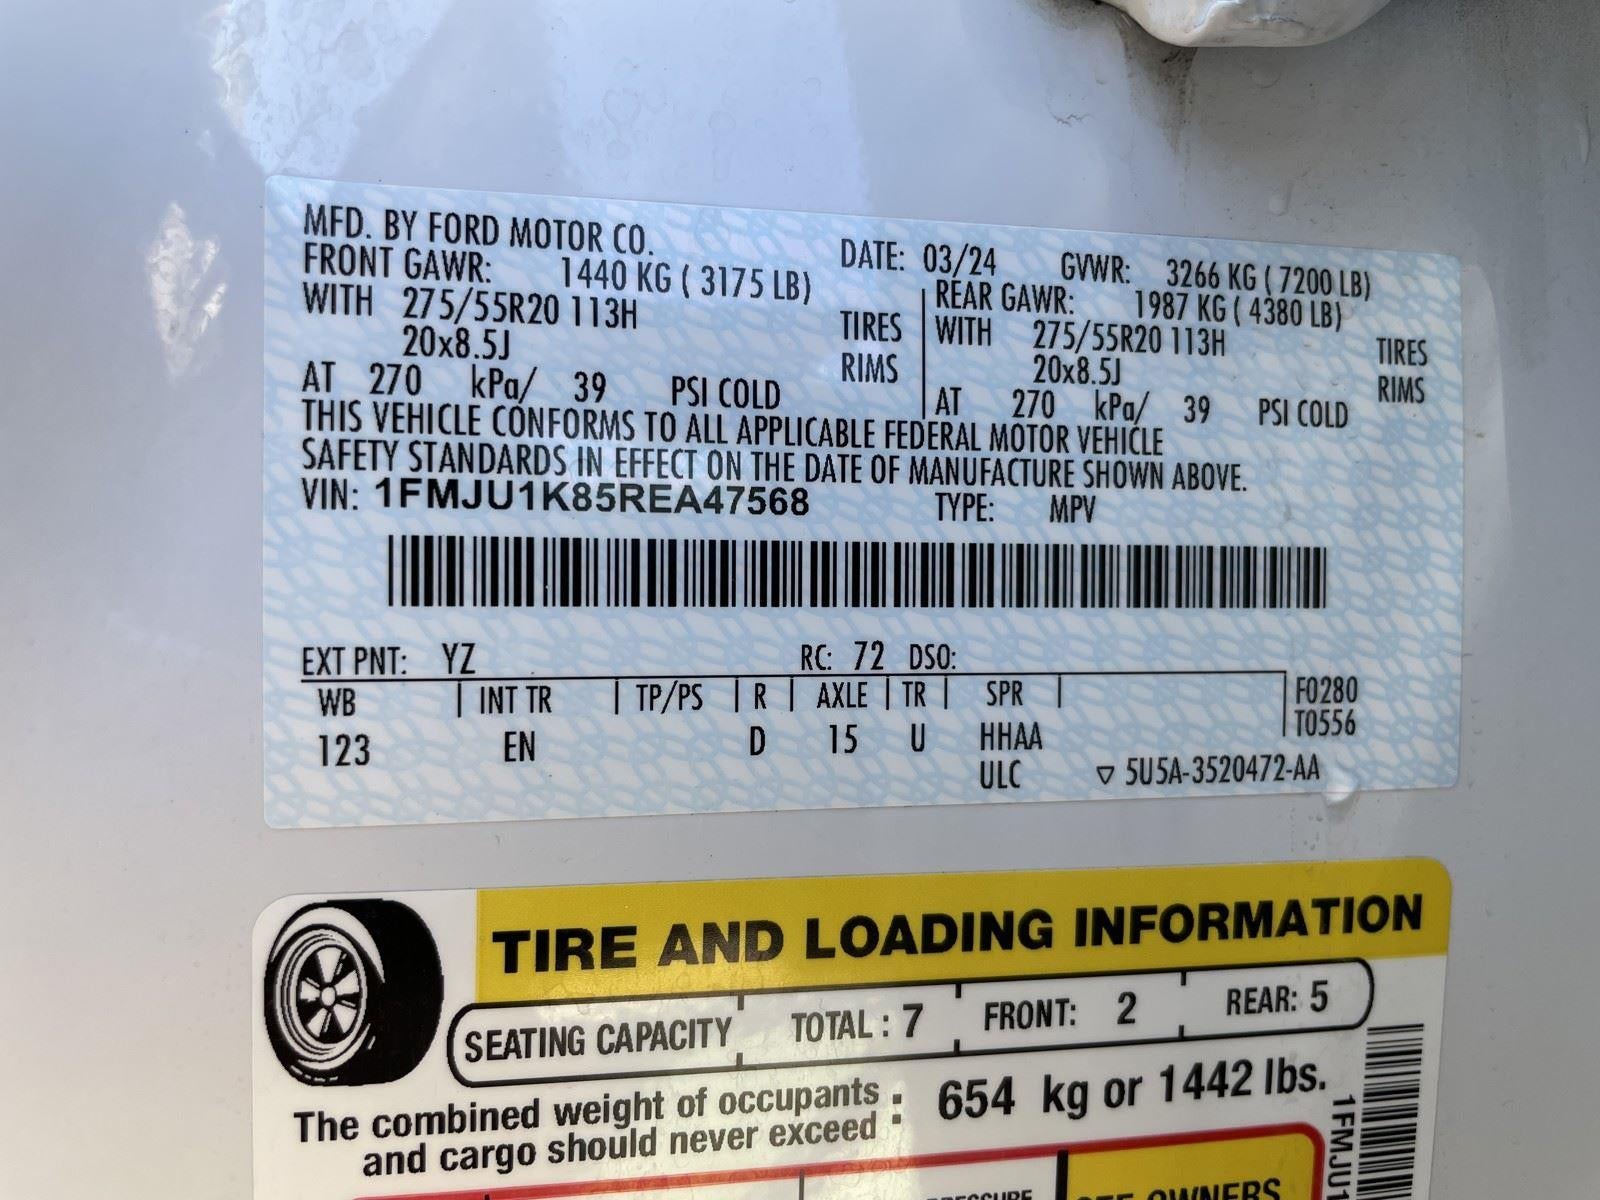 MFD. BY FORD MOTOR CO. DATE: 03/24 GVWR: 3266 KG ( 7200 LB)
FRONT GAWR: 1440 KG ( 3175 LB) REAR GAWR: 1987 KG ( 4380 LB)
WITH 275/55R20 113H TIRES WITH 275/55R20 113H TIRES
20x8.5J RIMS 20x8.5J RIMS
AT 270 kPa/ 39 PSI COLD AT 270 kPa/ 39 PSI COLD
THIS VEHICLE CONFORMS TO ALL APPLICABLE FEDERAL MOTOR VEHICLE
SAFETY STANDARDS IN EFFECT ON THE DATE OF MANUFACTURE SHOWN ABOVE.
VIN: 1FMJU1K85REA47568 TYPE: MPV
EXT PNT: YZ RC: 72 DSO:
WB INT TR TP/PS R AXLE TR SPR F0280
T0556
123 EN D 15 U HHAA
ULC ▽ 5U5A-3520472-AA
TIRE AND LOADING INFORMATION
SEATING CAPACITY TOTAL : 7 FRONT: 2 REAR: 5
The combined weight of occupants : 654 kg or 1442 lbs.
and cargo should never exceed :
1FMJU1
OWNERS